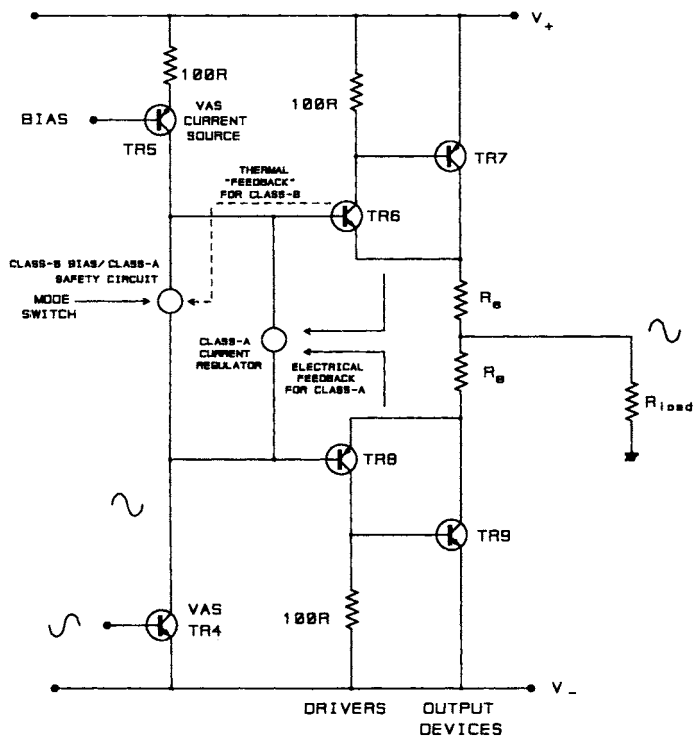 V+
100R
100R
BIAS
VAS
CURRENT
SOURCE
TR5
TR7
THERMAL
"FEEDBACK"
FOR CLASS-B
TR6
CLASS-B BIAS/CLASS-A
SAFETY CIRCUIT
MODE
SWITCH
Re
CLASS-A
CURRENT
REGULATOR
ELECTRICAL
FEEDBACK
FOR CLASS-A
Re
Rload
TR8
TR9
VAS
TR4
100R
V-
DRIVERS
OUTPUT
DEVICES